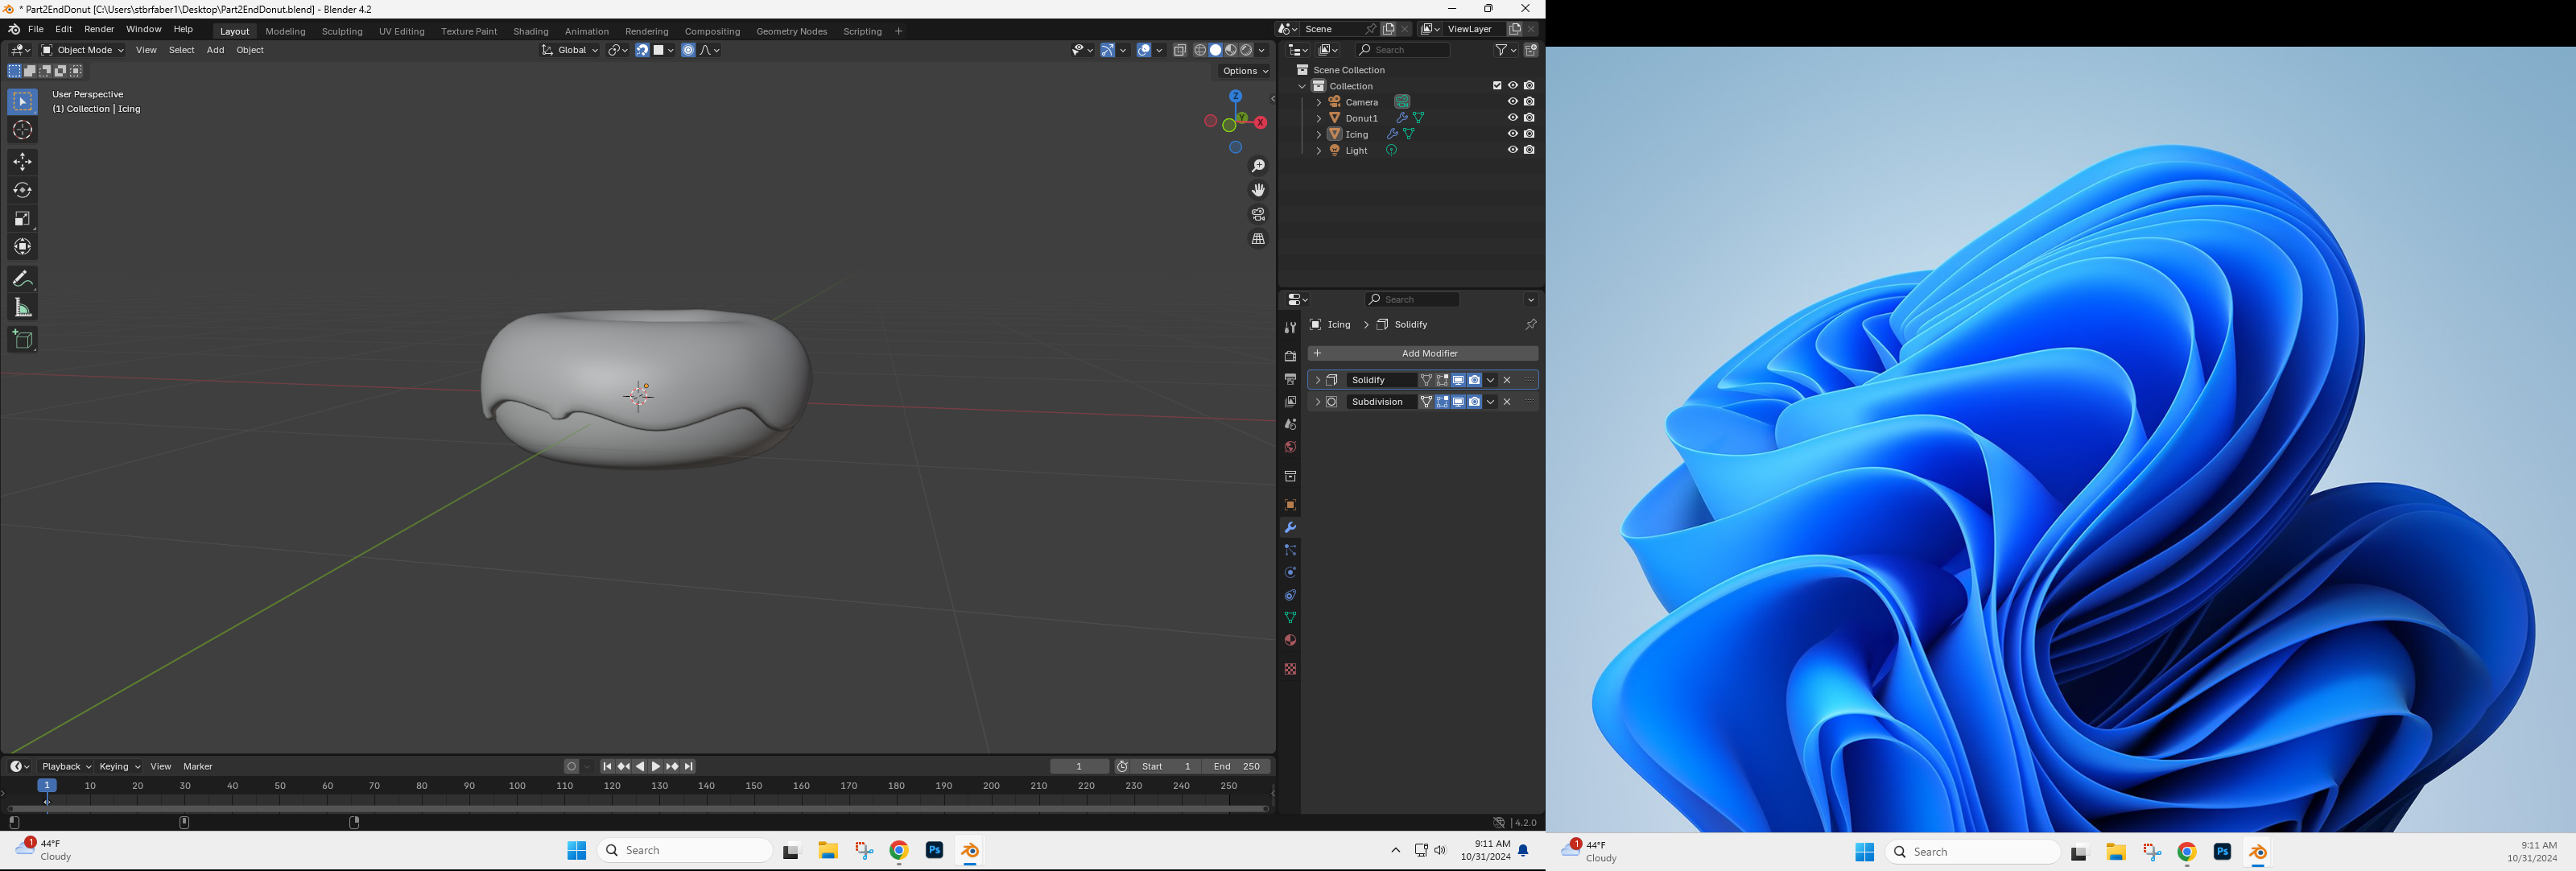 * Part2EndDonut [C:\Users\stbrfaber1\Desktop\Part2EndDonut.blend] - Blender 4.2
File Edit Render Window Help Layout Modeling Sculpting UV Editing Texture Paint Shading Animation Rendering Compositing Geometry Nodes Scripting + Scene ViewLayer
Object Mode View Select Add Object Global Search
Options
User Perspective
(1) Collection | Icing
Z
Y
X
Scene Collection
Collection
Camera
Donut1
Icing
Light
Search
Icing > Solidify
+ Add Modifier
Solidify
Subdivision
Playback Keying View Marker 1 Start 1 End 250
1 10 20 30 40 50 60 70 80 90 100 110 120 130 140 150 160 170 180 190 200 210 220 230 240 250
4.2.0
1 44°F
Cloudy
Search
Ps
9:11 AM
10/31/2024
1 44°F
Cloudy
Search
Ps
9:11 AM
10/31/2024